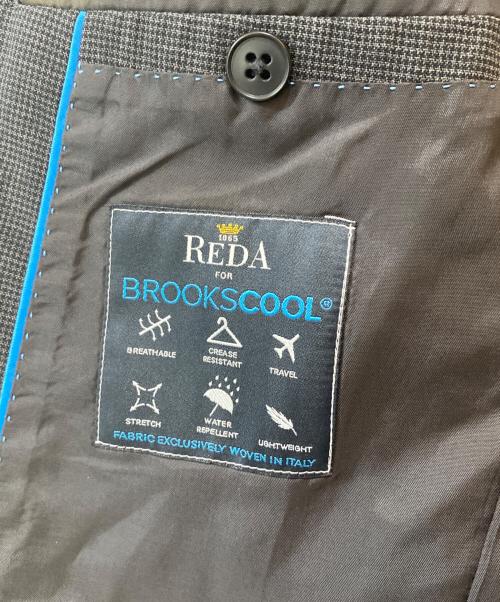 1865
REDA
FOR
BROOKSCOOL®
BREATHABLE
CREASE
RESISTANT
TRAVEL
STRETCH
WATER
REPELLENT
LIGHTWEIGHT
FABRIC EXCLUSIVELY WOVEN IN ITALY